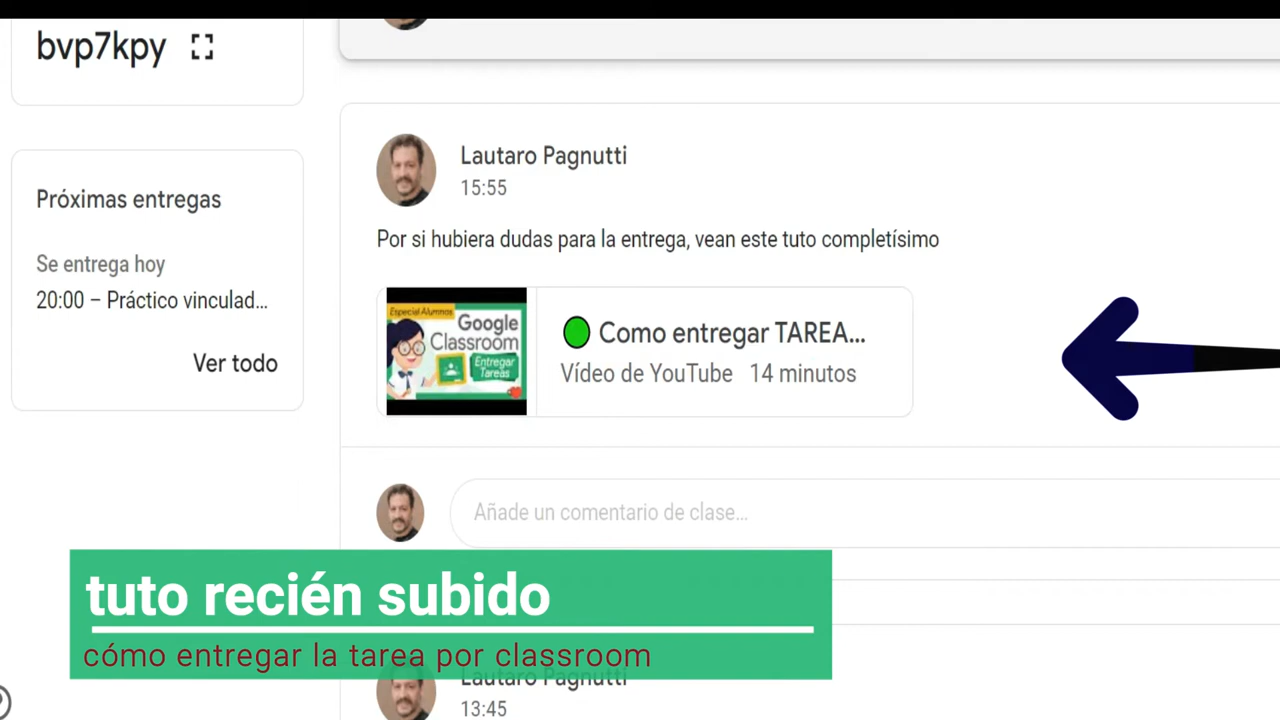 bvp7kpy
Próximas entregas
Se entrega hoy
20:00 – Práctico vinculad...
Ver todo
Lautaro Pagnutti
15:55
Por si hubiera dudas para la entrega, vean este tuto completísimo
Especial Alumnos
Google
Classroom
Entregar
Tareas
Como entregar TAREA...
Vídeo de YouTube 14 minutos
Añade un comentario de clase...
tuto recién subido
cómo entregar la tarea por classroom
Lautaro Pagnutti
13:45